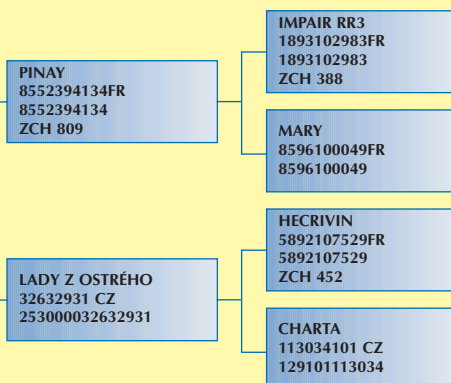 IMPAIR RR3
1893102983FR
1893102983
ZCH 388
PINAY
8552394134FR
8552394134
ZCH 809
MARY
8596100049FR
8596100049
HECRIVIN
5892107529FR
5892107529
ZCH 452
LADY Z OSTRÉHO
32632931 CZ
253000032632931
CHARTA
113034101 CZ
129101113034